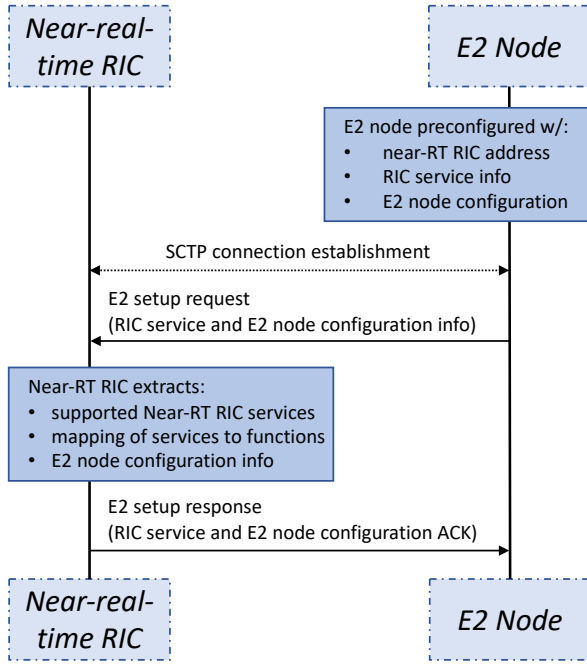 Near-real-
time RIC
E2 Node
E2 node preconfigured w/:
• near-RT RIC address
• RIC service info
• E2 node configuration
SCTP connection establishment
E2 setup request
(RIC service and E2 node configuration info)
Near-RT RIC extracts:
• supported Near-RT RIC services
• mapping of services to functions
• E2 node configuration info
E2 setup response
(RIC service and E2 node configuration ACK)
Near-real-
time RIC
E2 Node